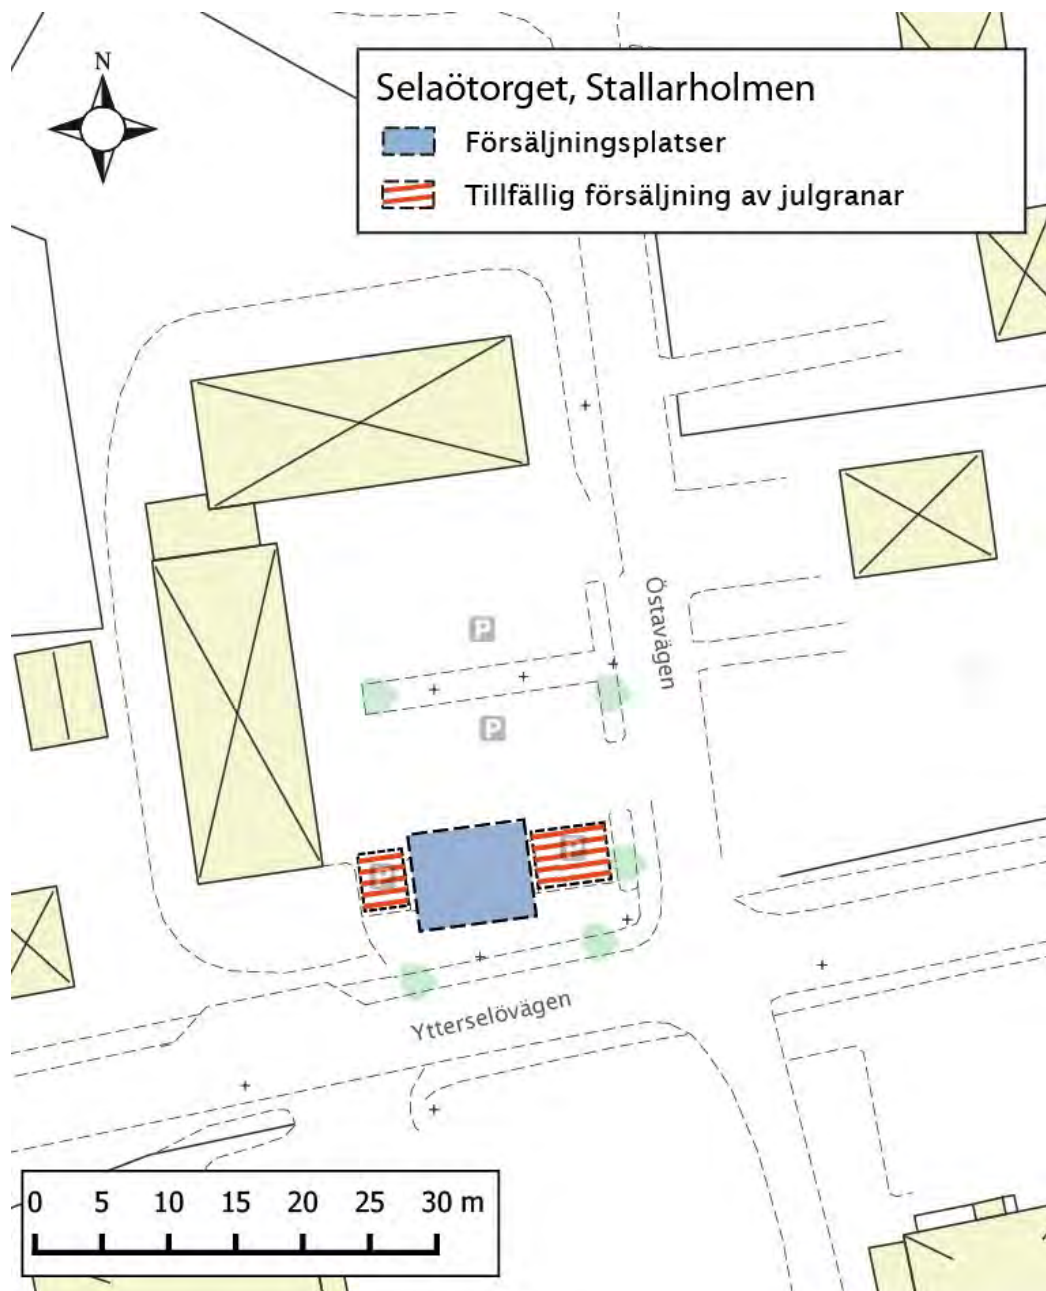 N
Selaötorget, Stallarholmen
Försäljningsplatser
Tillfällig försäljning av julgranar
Östavägen
P
P
P
P
Ytterselövägen
0 5 10 15 20 25 30 m